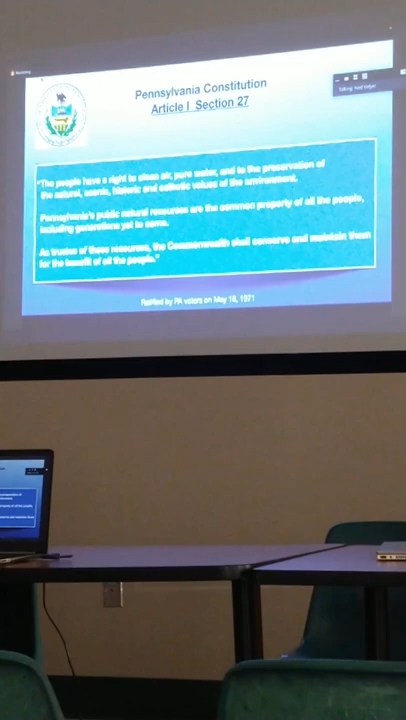 Pennsylvania Constitution
Article I Section 27
"The people have a right to clean air, pure water, and to the preservation of
the natural, scenic, historic and esthetic values of the environment.
Pennsylvania's public natural resources are the common property of all the people,
including generations yet to come.
As trustee of these resources, the Commonwealth shall conserve and maintain them
for the benefit of all the people."
Ratified by PA voters on May 18, 1971